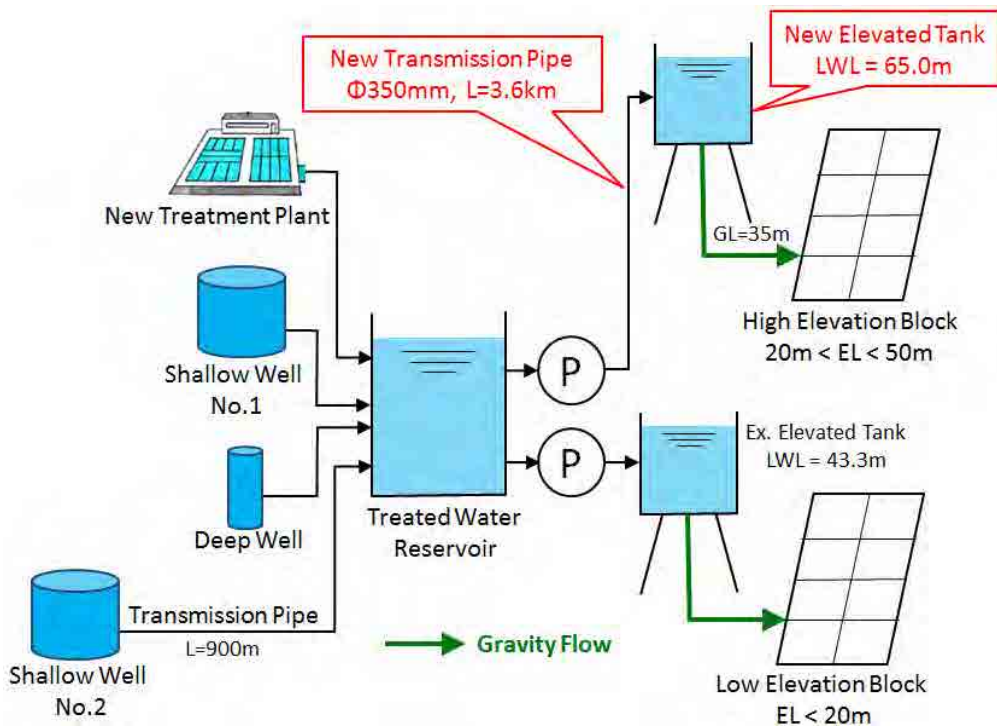 New Transmission Pipe
Φ350mm, L=3.6km
New Elevated Tank
LWL = 65.0m
New Treatment Plant
GL=35m
High Elevation Block
20m < EL < 50m
Shallow Well
No.1
P
Deep Well
Treated Water
Reservoir
P
Ex. Elevated Tank
LWL = 43.3m
Shallow Well
No.2
Transmission Pipe
L=900m
Gravity Flow
Low Elevation Block
EL < 20m